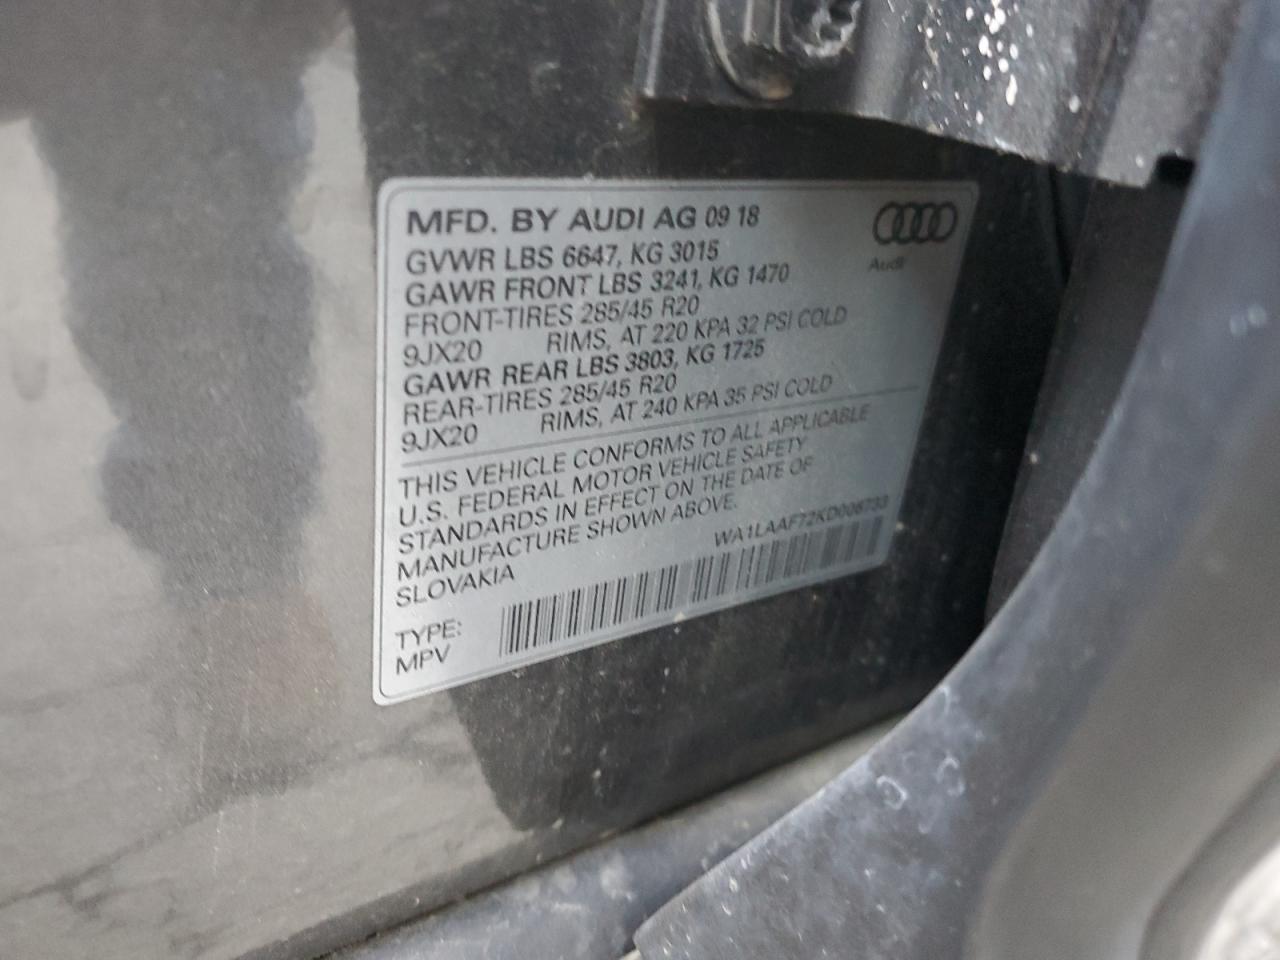 MFD. BY AUDI AG 09 18
GVWR LBS 6647, KG 3015
GAWR FRONT LBS 3241, KG 1470
FRONT-TIRES 285/45 R20
9JX20 RIMS, AT 220 KPA 32 PSI COLD
GAWR REAR LBS 3803, KG 1725
REAR-TIRES 285/45 R20
9JX20 RIMS, AT 240 KPA 35 PSI COLD
Audi
THIS VEHICLE CONFORMS TO ALL APPLICABLE
U.S. FEDERAL MOTOR VEHICLE SAFETY
STANDARDS IN EFFECT ON THE DATE OF
MANUFACTURE SHOWN ABOVE.
SLOVAKIA
WA1LAAF72KD006733
TYPE:
MPV